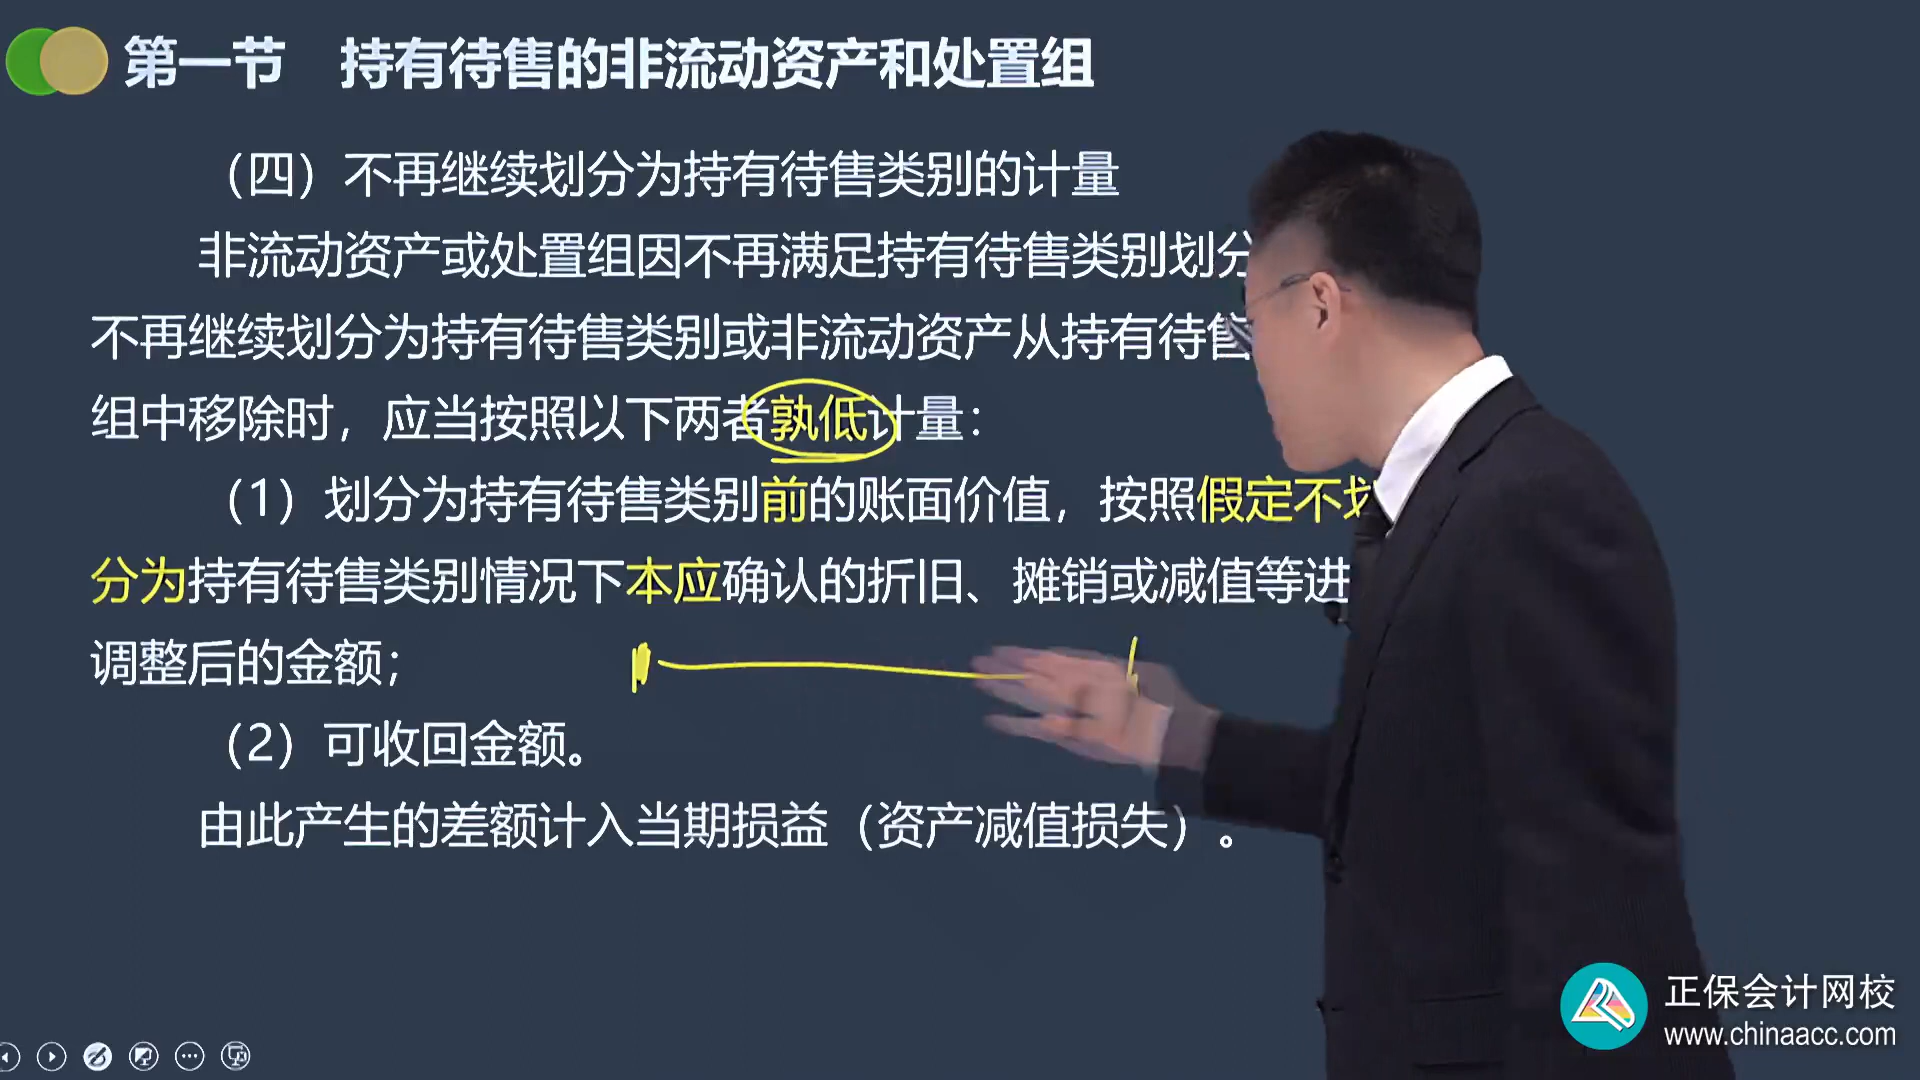 第一节 持有待售的非流动资产和处置组
（四）不再继续划分为持有待售类别的计量
非流动资产或处置组因不再满足持有待售类别划分
不再继续划分为持有待售类别或非流动资产从持有待售
组中移除时，应当按照以下两者孰低计量：
（1）划分为持有待售类别前的账面价值，按照假定不划
分为持有待售类别情况下本应确认的折旧、摊销或减值等进
调整后的金额；
（2）可收回金额。
由此产生的差额计入当期损益（资产减值损失）。
正保会计网校
www.chinaacc.com